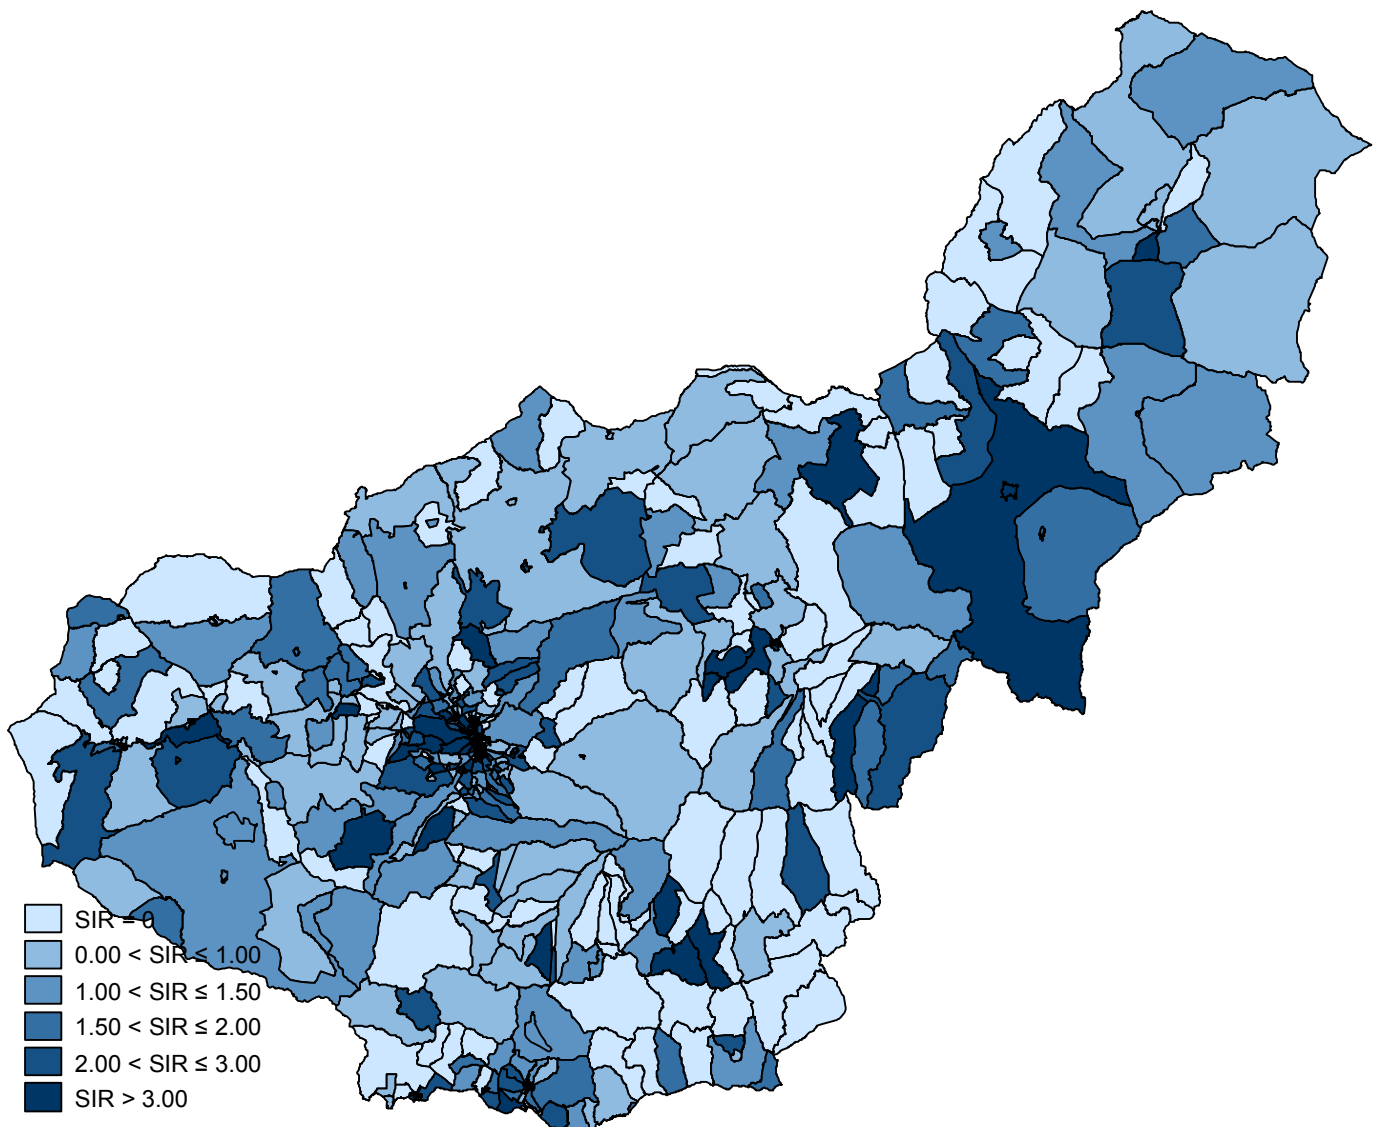 SIR = 0
0.00 < SIR ≤ 1.00
1.00 < SIR ≤ 1.50
1.50 < SIR ≤ 2.00
2.00 < SIR ≤ 3.00
SIR > 3.00